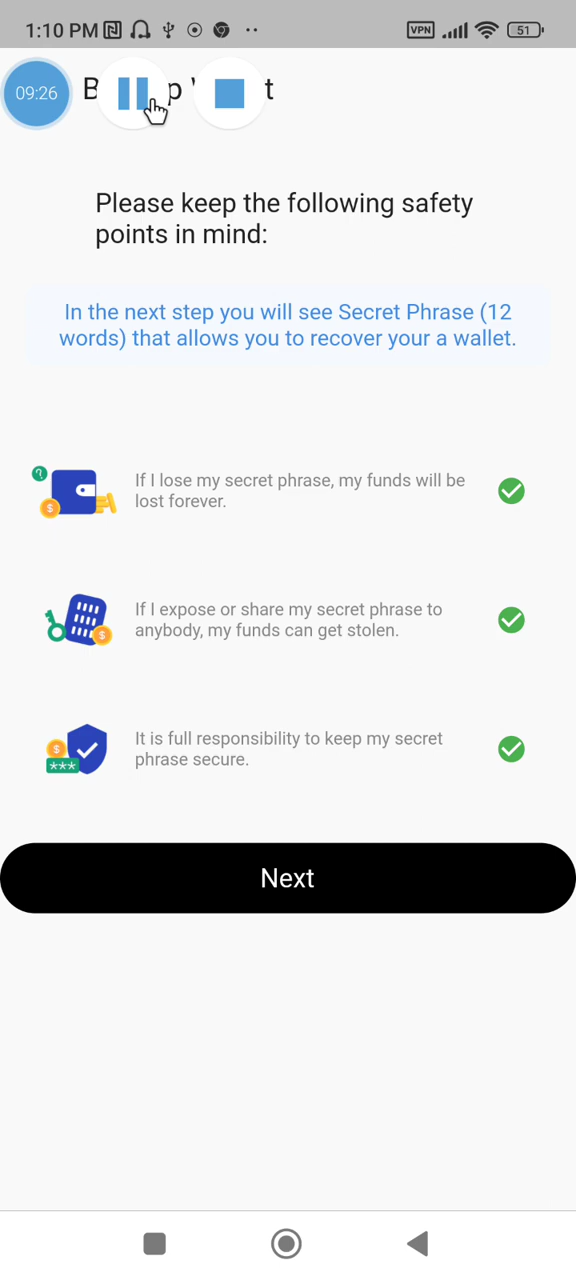 1:10 PM
VPN
51
09:26
Please keep the following safety
points in mind:
In the next step you will see Secret Phrase (12
words) that allows you to recover your a wallet.
If I lose my secret phrase, my funds will be
lost forever.
If I expose or share my secret phrase to
anybody, my funds can get stolen.
It is full responsibility to keep my secret
phrase secure.
***
Next